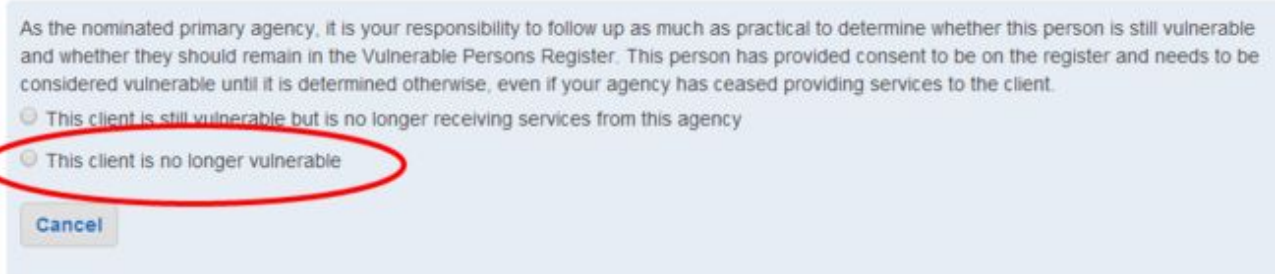 As the nominated primary agency, it is your responsibility to follow up as much as practical to determine whether this person is still vulnerable
and whether they should remain in the Vulnerable Persons Register. This person has provided consent to be on the register and needs to be
considered vulnerable until it is determined otherwise, even if your agency has ceased providing services to the client.
This client is still vulnerable but is no longer receiving services from this agency
This client is no longer vulnerable
Cancel